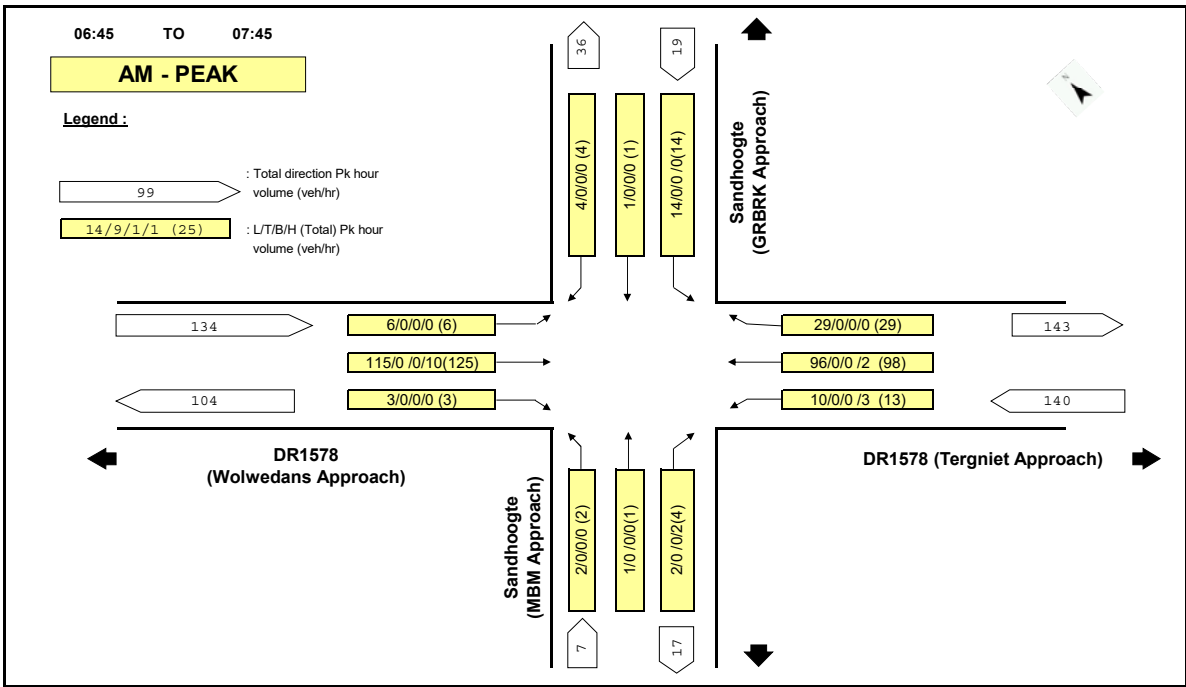 06:45 TO 07:45
AM - PEAK
Legend :
99
: Total direction Pk hour
volume (veh/hr)
14/9/1/1 (25)
: L/T/B/H (Total) Pk hour
volume (veh/hr)
36
19
4/0/0/0 (4)
1/0/0/0 (1)
14/0/0 /0(14)
Sandhoogte
(GRBRK Approach)
N
134
6/0/0/0 (6)
115/0 /0/10(125)
104
3/0/0/0 (3)
29/0/0/0 (29)
143
96/0/0 /2 (98)
10/0/0 /3 (13)
140
DR1578
(Wolwedans Approach)
DR1578 (Tergniet Approach)
Sandhoogte
(MBM Approach)
2/0/0/0 (2)
1/0 /0/0(1)
2/0 /0/2(4)
7
17